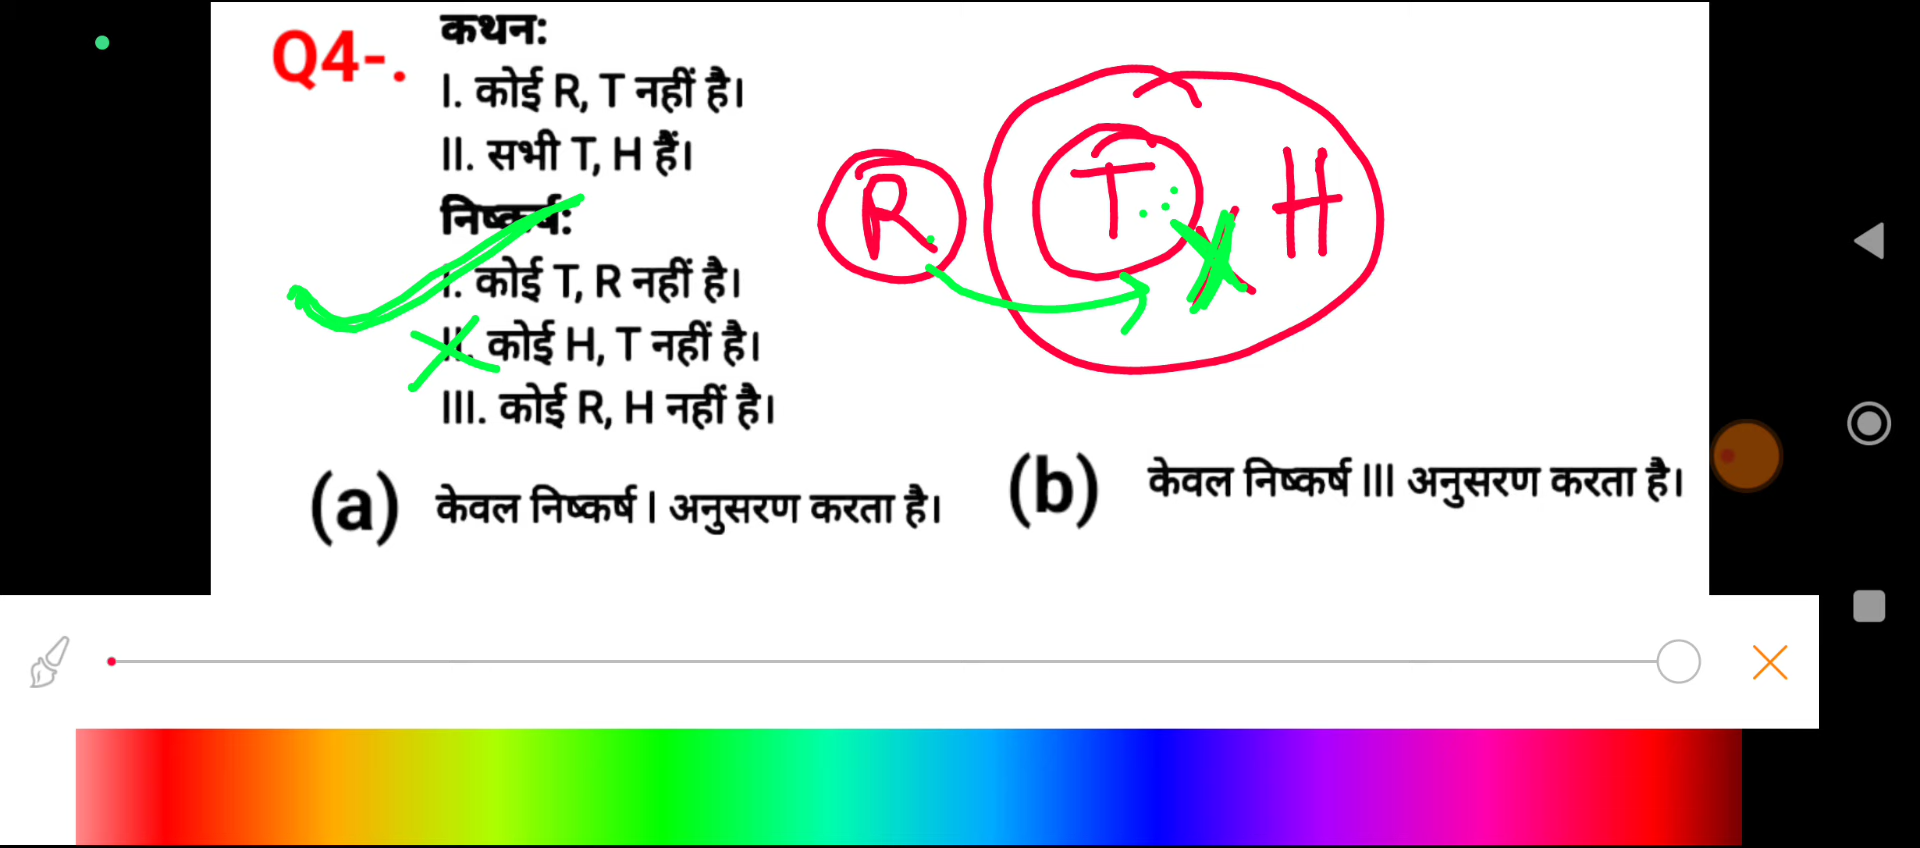 Q4-.
कथन:
I. कोई R, T नहीं है।
II. सभी T, H हैं।
निष्कर्ष:
I. कोई T, R नहीं है।
II. कोई H, T नहीं है।
III. कोई R, H नहीं है।
R T H
(a) केवल निष्कर्ष I अनुसरण करता है।
(b) केवल निष्कर्ष III अनुसरण करता है।